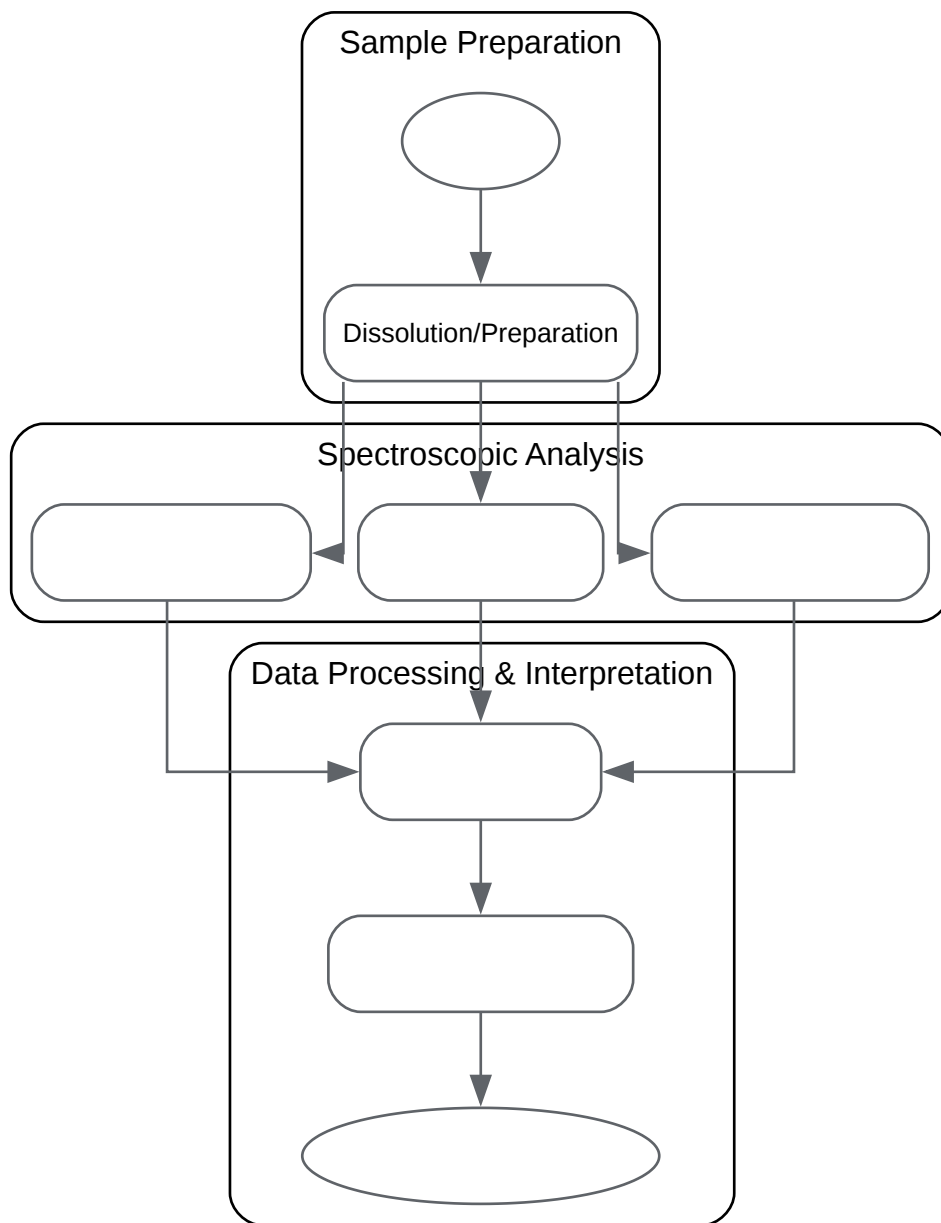 Sample Preparation
Dissolution/Preparation
Spectroscopic Analysis
Data Processing & Interpretation